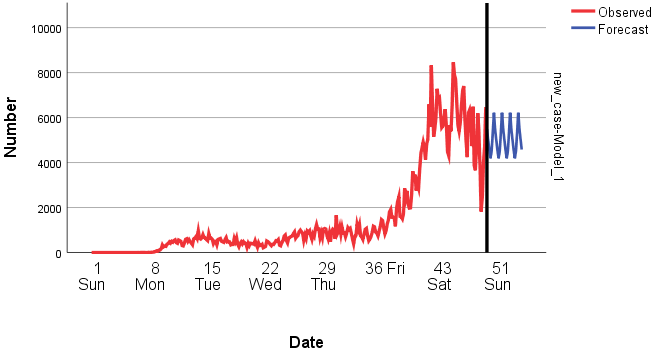 Observed
Forecast
10000
8000
6000
4000
2000
0
Number
new_case-Model_1
1 8 15 22 29 36 Fri 43 51
Sun Mon Tue Wed Thu Sat Sun
Date